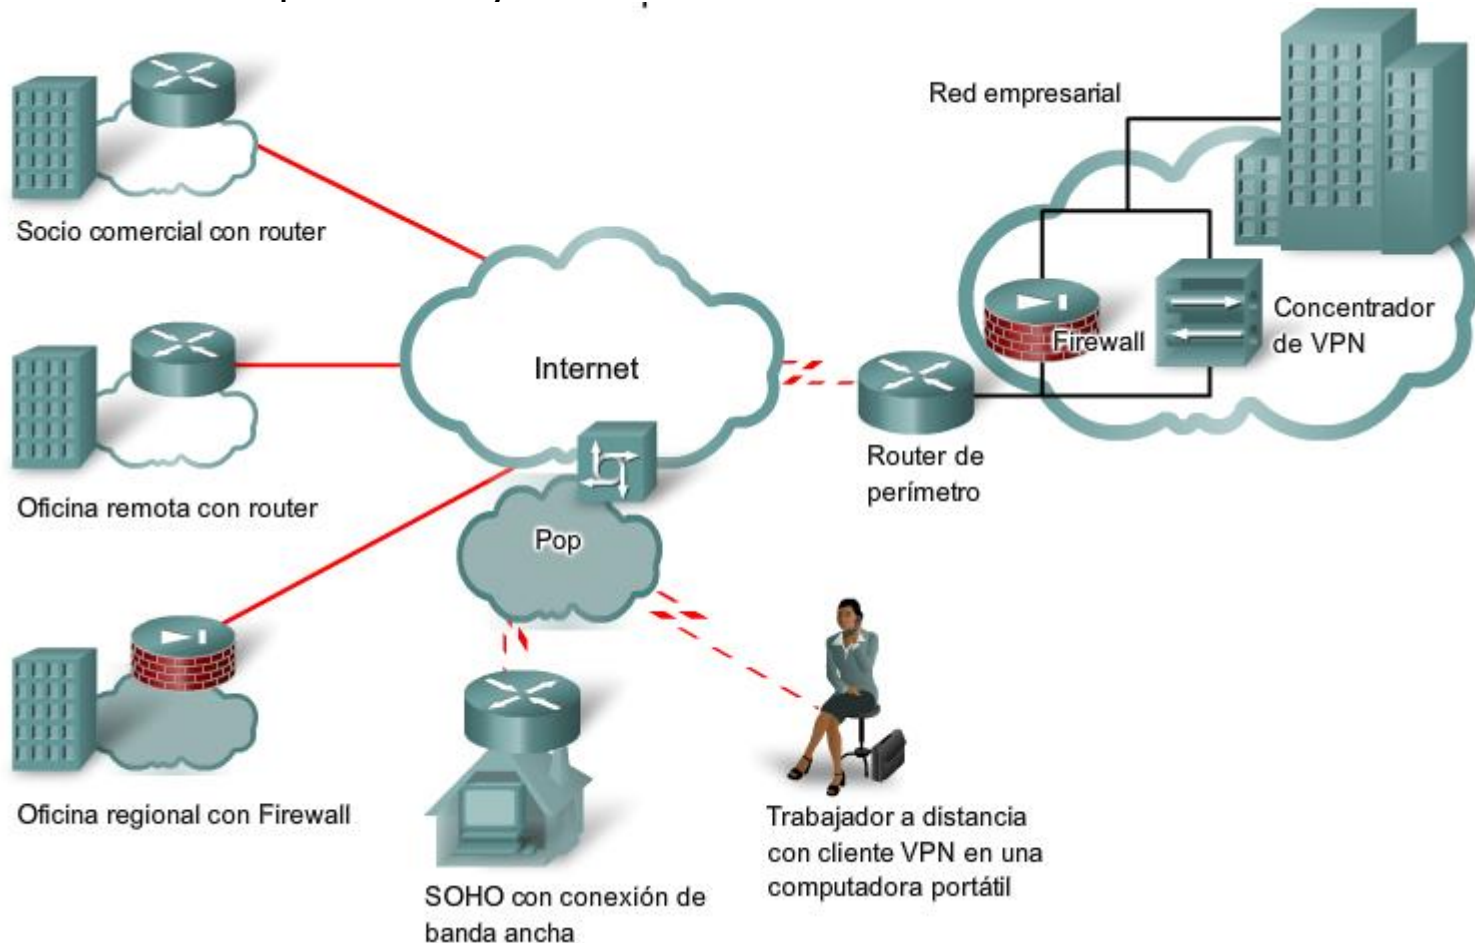 Red empresarial
Socio comercial con router
Internet
Firewall
Concentrador
de VPN
Router de
perímetro
Oficina remota con router
Pop
Oficina regional con Firewall
Trabajador a distancia
con cliente VPN en una
computadora portátil
SOHO con conexión de
banda ancha